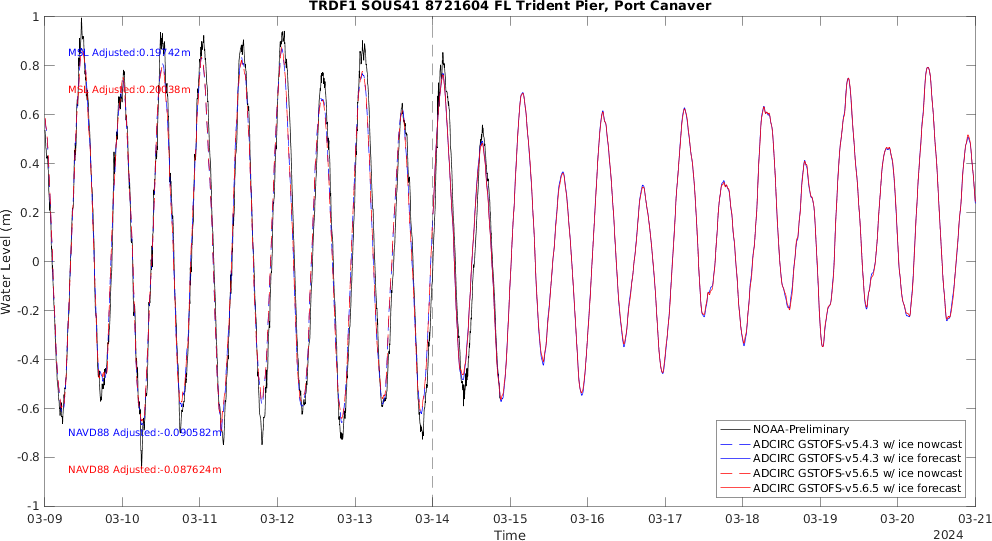 TRDF1 SOUS41 8721604 FL Trident Pier, Port Canaver
1
0.8
0.6
0.4
0.2
0
-0.2
-0.4
-0.6
-0.8
-1
Water Level (m)
MSL Adjusted:0.19742m
MSL Adjusted:0.20038m
NAVD88 Adjusted:-0.090582m
NAVD88 Adjusted:-0.087624m
NOAA-Preliminary
ADCIRC GSTOFS-v5.4.3 w/ ice nowcast
ADCIRC GSTOFS-v5.4.3 w/ ice forecast
ADCIRC GSTOFS-v5.6.5 w/ ice nowcast
ADCIRC GSTOFS-v5.6.5 w/ ice forecast
03-09 03-10 03-11 03-12 03-13 03-14 03-15 03-16 03-17 03-18 03-19 03-20 03-21
Time
2024